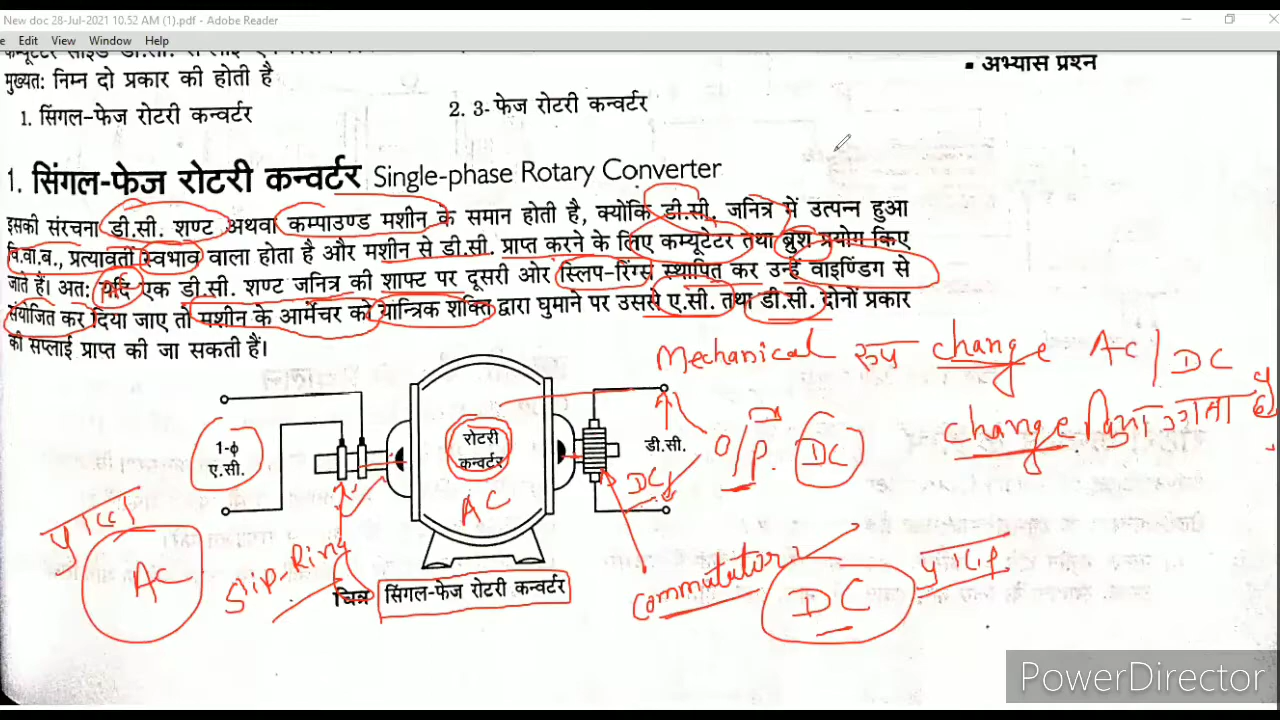 New doc 28-Jul-2021 10.52 AM (1).pdf - Adobe Reader
Edit View Window Help
मुख्यतः निम्न दो प्रकार की होती है
▪ अभ्यास प्रश्न
1. सिंगल-फेज रोटरी कन्वर्टर
2. 3-फेज रोटरी कन्वर्टर
1. सिंगल-फेज रोटरी कन्वर्टर Single-phase Rotary Converter
इसकी संरचना डी.सी. शण्ट अथवा कम्पाउण्ड मशीन के समान होती है, क्योंकि डी.सी. जनित्र में उत्पन्न हुआ
वि.वा.ब., प्रत्यावर्ती स्वभाव वाला होता है और मशीन से डी.सी. प्राप्त करने के लिए कम्यूटेटर तथा ब्रुश प्रयोग किए
जाते हैं। अतः यदि एक डी.सी. शण्ट जनित्र की शाफ्ट पर दूसरी ओर स्लिप-रिंग्स स्थापित कर उन्हें वाइण्डिंग से
संयोजित कर दिया जाए तो मशीन के आर्मेचर को यान्त्रिक शक्ति द्वारा घुमाने पर उससे ए.सी. तथा डी.सी. दोनों प्रकार
की सप्लाई प्राप्त की जा सकती हैं।
Mechanical रूप change AC/DC
change किया जाता है
1-ϕ
ए.सी.
रोटरी
कन्वर्टर
AC
डी.सी.
DC
O/P. DC
AC
Slip-Ring
Commutator
DC
चित्र सिंगल-फेज रोटरी कन्वर्टर
PowerDirector